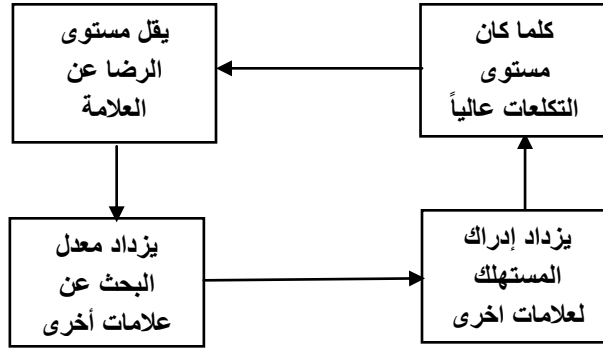 كلما كان
مستوى
التكلعات عالياً
يقل مستوى
الرضا عن
العلامة
يزداد معدل
البحث عن
علامات أخرى
يزداد إدراك
المستهلك
لعلامات اخرى